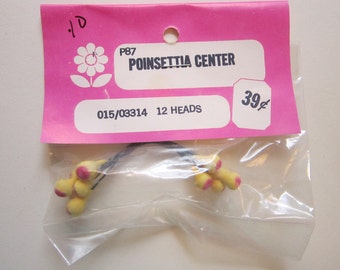 .10
P87
POINSETTIA CENTER
015/03314 12 HEADS
39¢